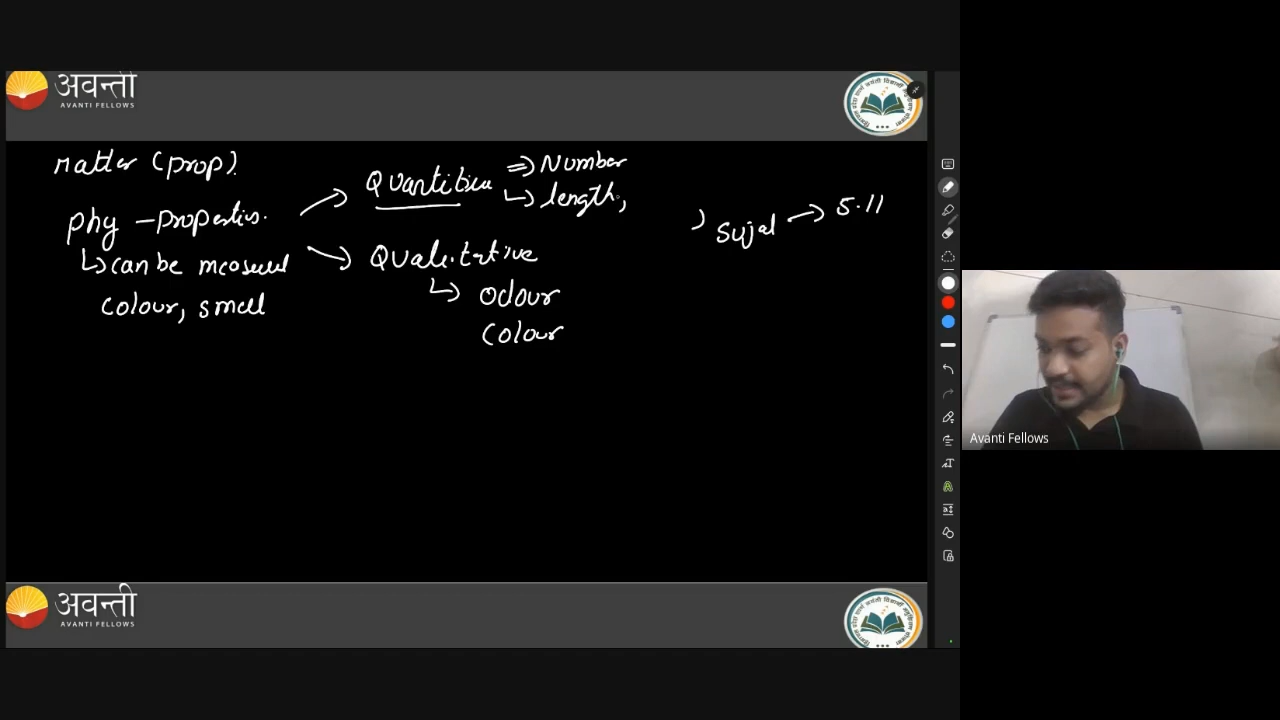 अवन्ती
AVANTI FELLOWS
Matter (prop).
phy - properties.
↳ can be measured
colour, smell
→ Quantitive
⇒ Number
↳ length,
→ Qualitative
↳ Odour
Colour
) Sujal → 5.11
Avanti Fellows
अवन्ती
AVANTI FELLOWS